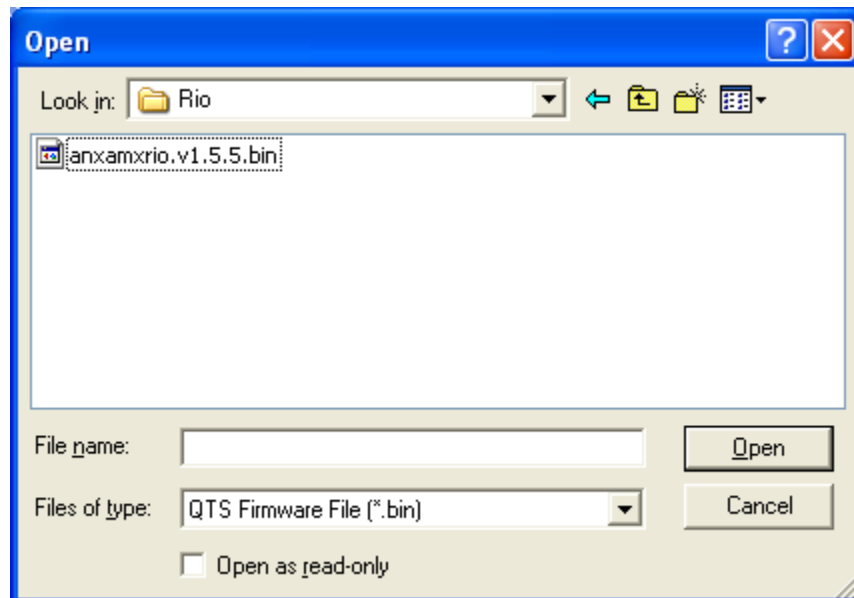 Open
Look in: Rio
anxamxrio.v1.5.5.bin
File name:
Open
Files of type: QTS Firmware File (*.bin)
Cancel
Open as read-only